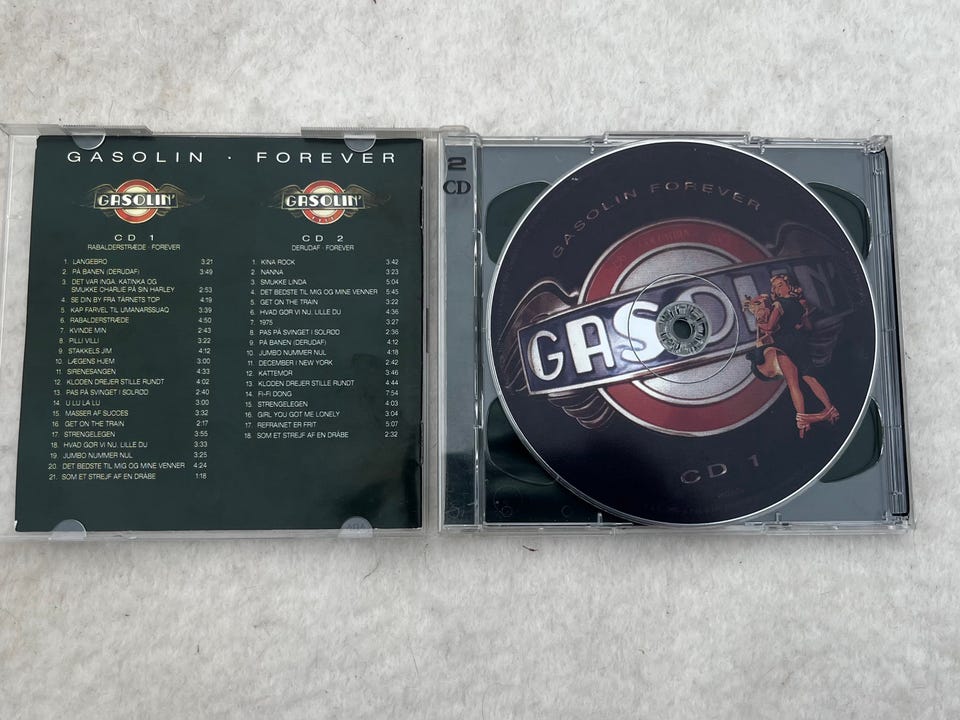 GASOLIN · FOREVER
GASOLIN'
CD 1
RABALDERSTRÆDE · FOREVER
1. LANGEBRO 3:21
2. PÅ BANEN (DERUDAF) 3:49
3. DET VAR INGA, KATINKA OG
SMUKKE CHARLIE PÅ SIN HARLEY 2:53
4. SE DIN BY FRA TÅRNETS TOP 4:19
5. KAP FARVEL TIL UMANARSSUAQ 3:39
6. RABALDERSTRÆDE 4:50
7. KVINDE MIN 2:43
8. PILLI VILLI 3:22
9. STAKKELS JIM 4:12
10. LÆGENS HJEM 3:00
11. SIRENESANGEN 4:33
12. KLODEN DREJER STILLE RUNDT 4:02
13. PAS PÅ SVINGET I SOLRØD 2:40
14. U LU LA LU 3:00
15. MASSER AF SUCCES 3:32
16. GET ON THE TRAIN 2:17
17. STRENGELEGEN 3:55
18. HVAD GØR VI NU, LILLE DU 3:33
19. JUMBO NUMMER NUL 3:25
20. DET BEDSTE TIL MIG OG MINE VENNER 4:24
21. SOM ET STREJF AF EN DRÅBE 1:18
GASOLIN'
CD 2
DERUDAF · FOREVER
1. KINA ROCK 3:42
2. NANNA 3:23
3. SMUKKE LINDA 5:04
4. DET BEDSTE TIL MIG OG MINE VENNER 5:45
5. GET ON THE TRAIN 3:22
6. HVAD GØR VI NU, LILLE DU 4:36
7. 1975 3:27
8. PAS PÅ SVINGET I SOLRØD 2:36
9. PÅ BANEN (DERUDAF) 4:12
10. JUMBO NUMMER NUL 4:18
11. DECEMBER I NEW YORK 2:42
12. KATTEMOR 3:46
13. KLODEN DREJER STILLE RUNDT 4:44
14. FI-FI DONG 7:54
15. STRENGELEGEN 4:03
16. GIRL YOU GOT ME LONELY 3:04
17. REFRAINET ER FRIT 5:07
18. SOM ET STREJF AF EN DRÅBE 2:32
2
CD
GASOLIN FOREVER
GASOLIN'
CD 1